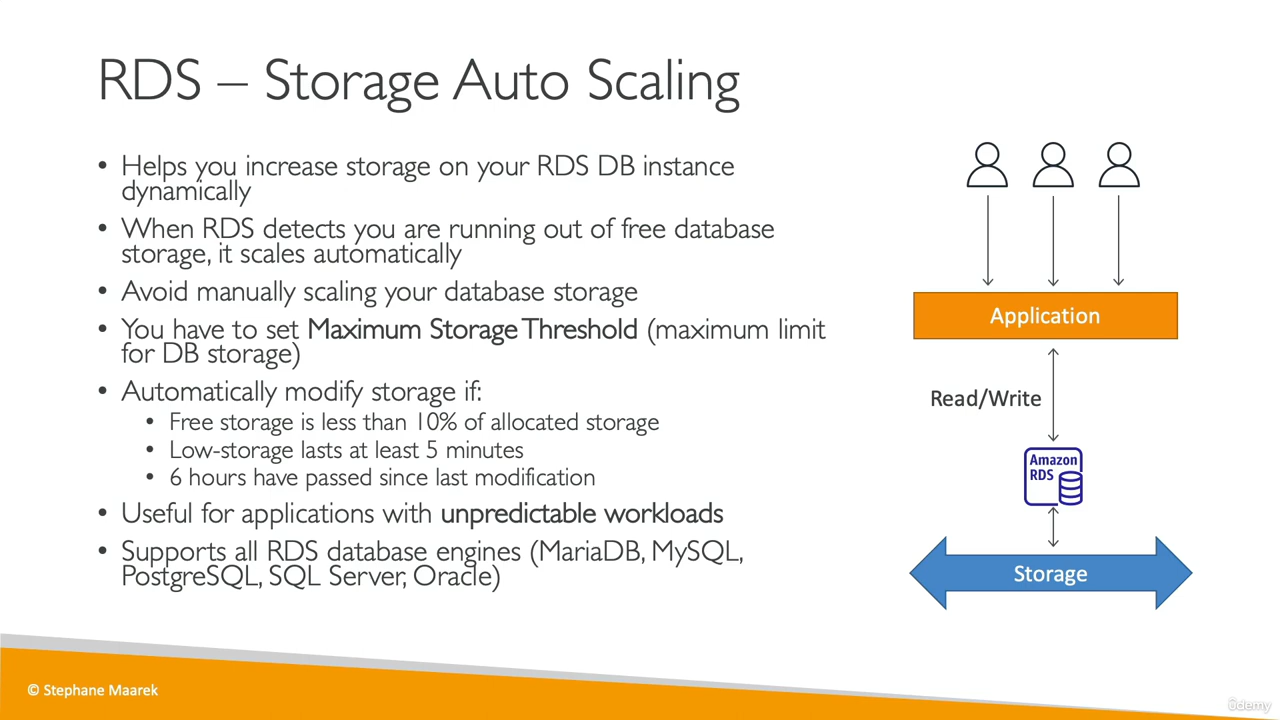 RDS – Storage Auto Scaling
• Helps you increase storage on your RDS DB instance
dynamically
• When RDS detects you are running out of free database
storage, it scales automatically
• Avoid manually scaling your database storage
• You have to set Maximum Storage Threshold (maximum limit
for DB storage)
• Automatically modify storage if:
• Free storage is less than 10% of allocated storage
• Low-storage lasts at least 5 minutes
• 6 hours have passed since last modification
• Useful for applications with unpredictable workloads
• Supports all RDS database engines (MariaDB, MySQL,
PostgreSQL, SQL Server, Oracle)
Application
Read/Write
Amazon
RDS
Storage
© Stephane Maarek
ûdemy